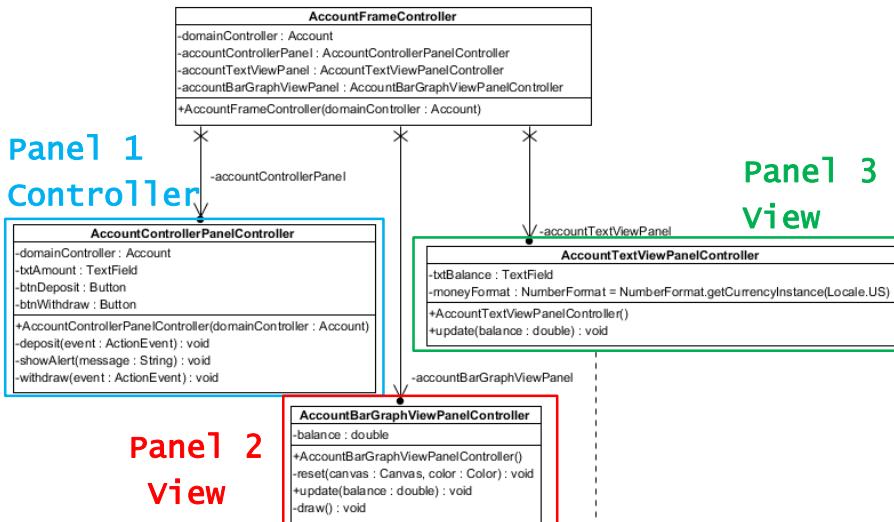 AccountFrameController
-domainController : Account
-accountControllerPanel : AccountControllerPanelController
-accountTextViewPanel : AccountTextViewPanelController
-accountBarGraphViewPanel : AccountBarGraphViewPanelController
+AccountFrameController(domainController : Account)
Panel 1
Controller
-accountControllerPanel
Panel 3
View
-accountTextViewPanel
AccountControllerPanelController
-domainController : Account
-txtAmount : TextField
-btnDeposit : Button
-btnWithdraw : Button
+AccountControllerPanelController(domainController : Account)
-deposit(event : ActionEvent) : void
-showAlert(message : String) : void
-withdraw(event : ActionEvent) : void
AccountTextViewPanelController
-txtBalance : TextField
-moneyFormat : NumberFormat = NumberFormat.getCurrencyInstance(Locale.US)
+AccountTextViewPanelController()
+update(balance : double) : void
-accountBarGraphViewPanel
Panel 2
View
AccountBarGraphViewPanelController
-balance : double
+AccountBarGraphViewPanelController()
-reset(canvas : Canvas, color : Color) : void
+update(balance : double) : void
-draw() : void